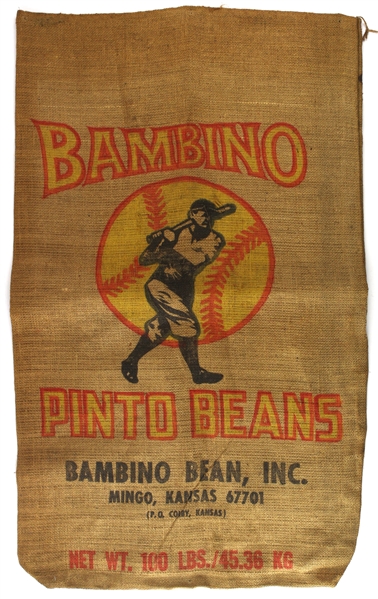 BAMBINO
PINTO BEANS
BAMBINO BEAN, INC.
MINGO, KANSAS 67701
(P.O. COLBY, KANSAS)
NET WT. 100 LBS./45.36 KG